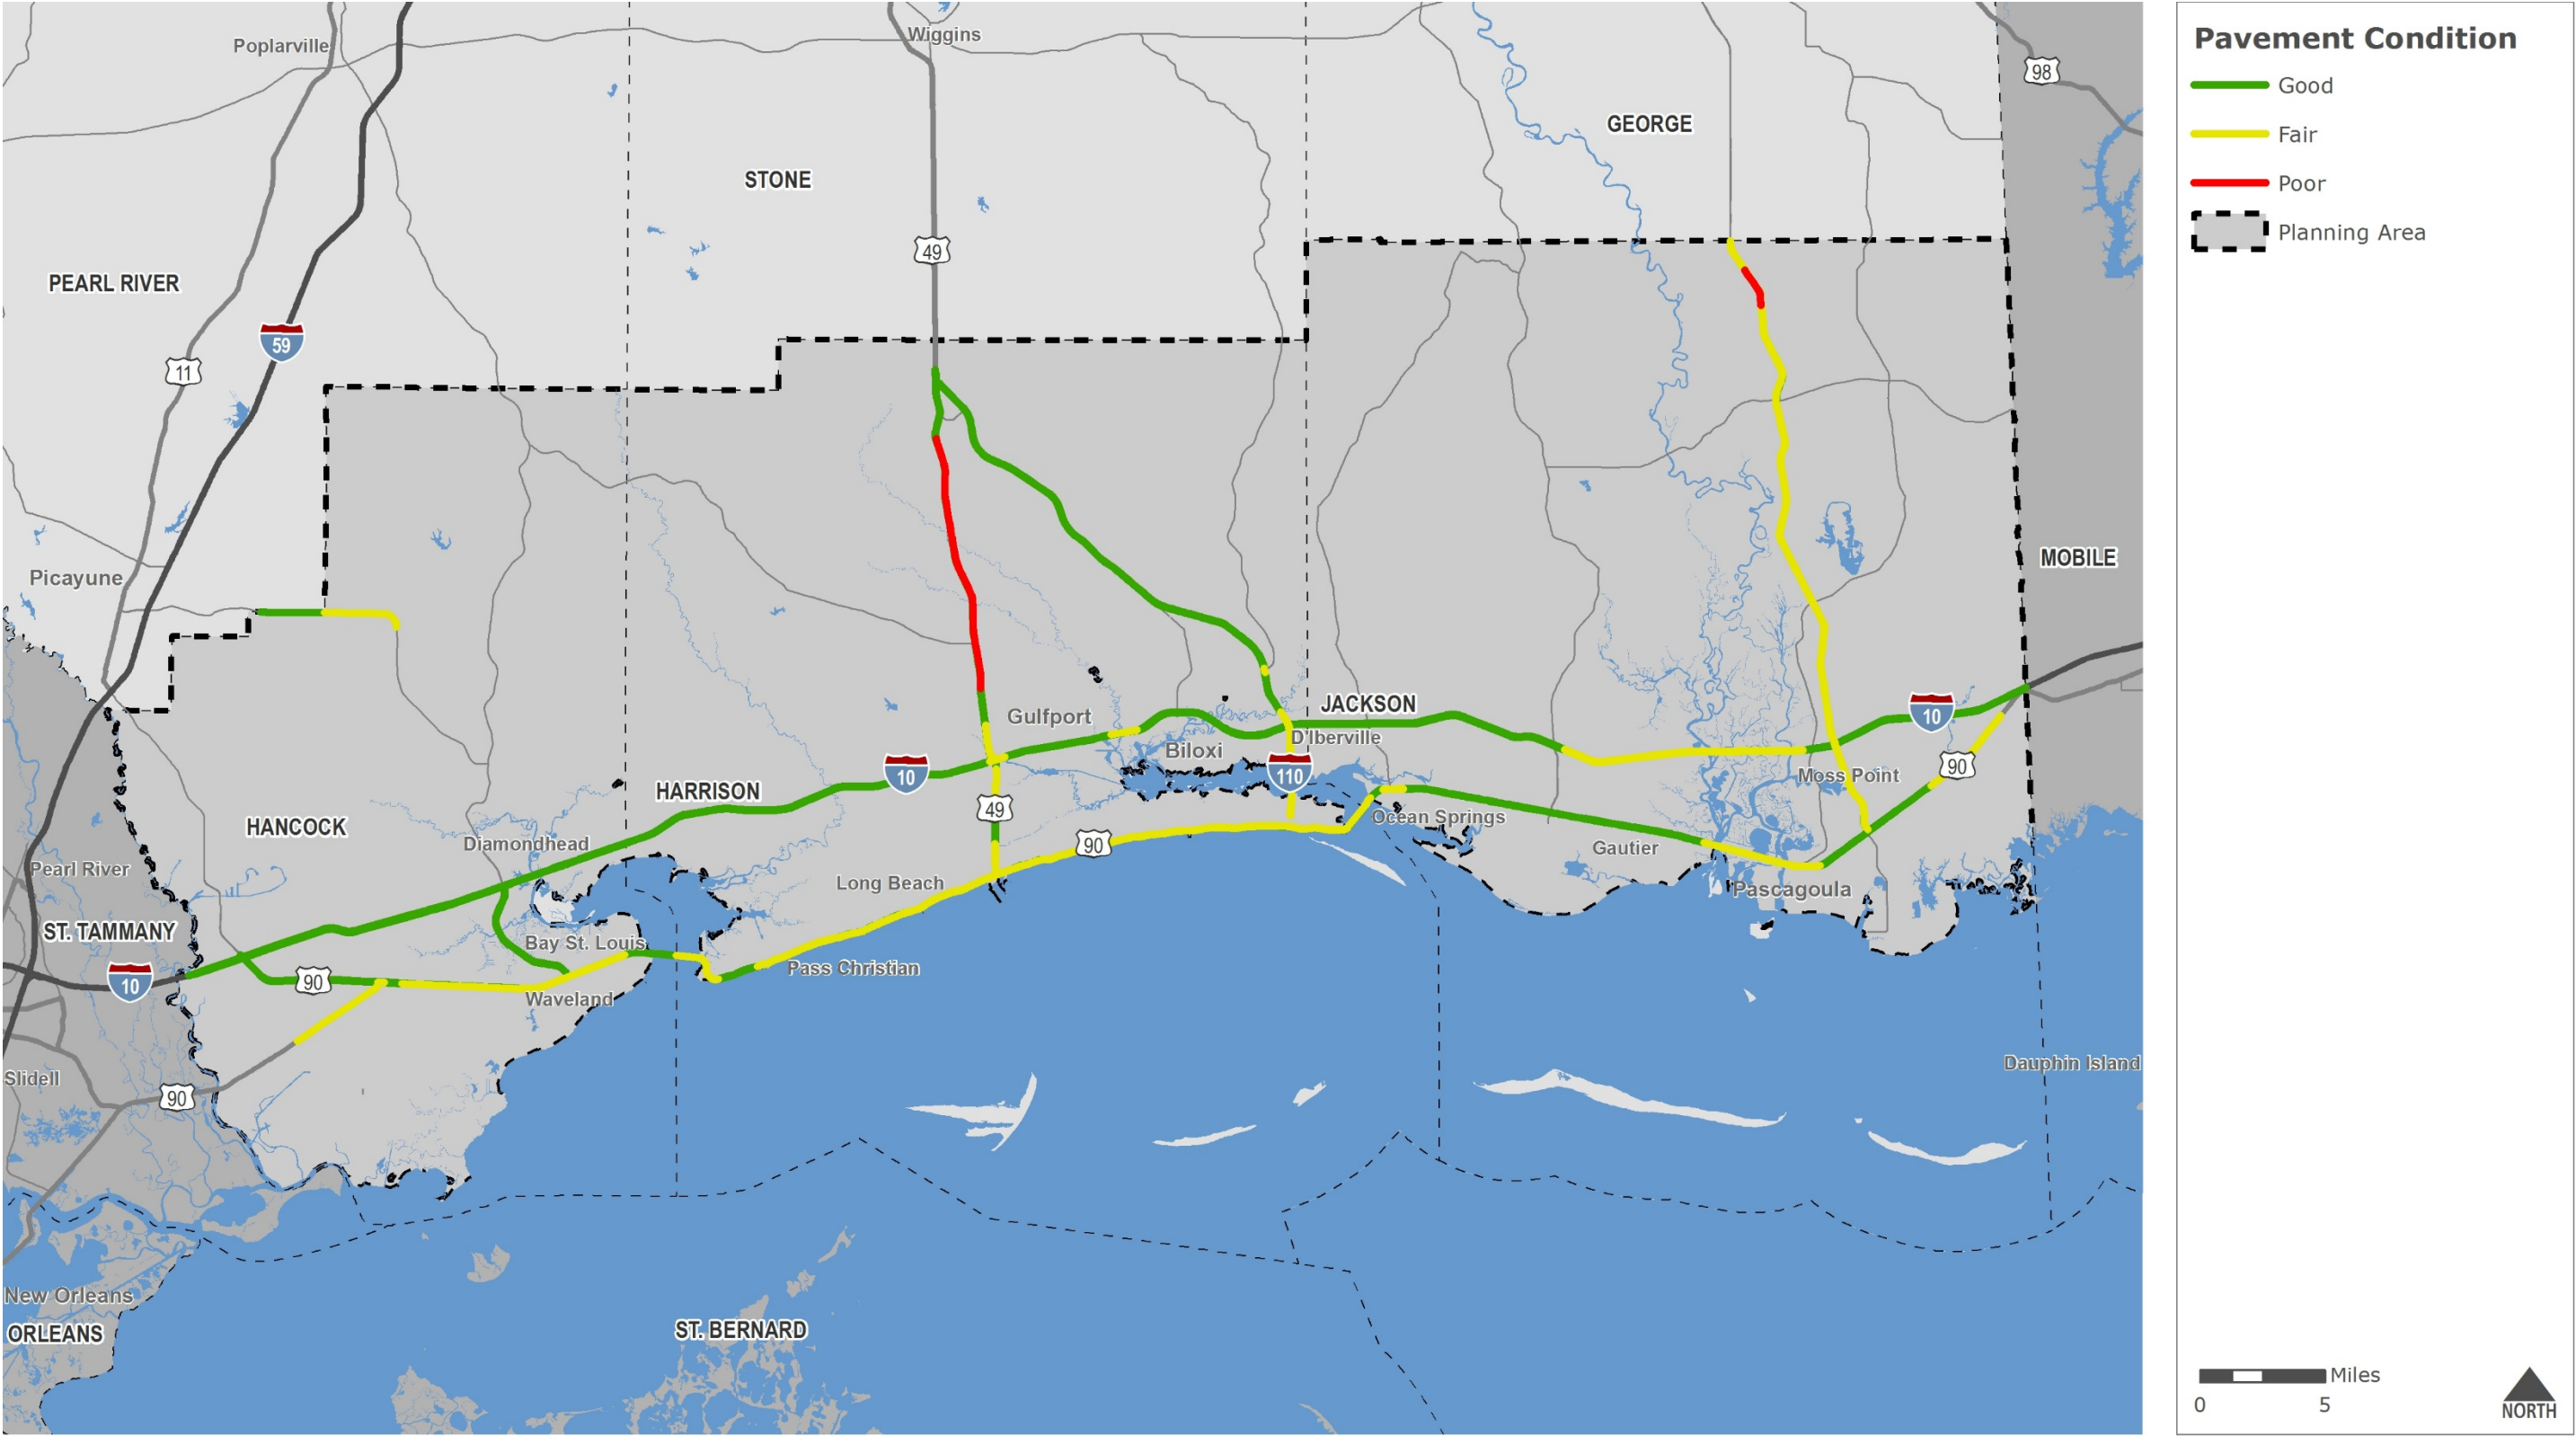 Poplarville
Wiggins
98
GEORGE
STONE
49
PEARL RIVER
59
11
Picayune
MOBILE
JACKSON
Gulfport
10
D'Iberville
Biloxi
90
10
110
Moss Point
HARRISON
49
Ocean Springs
HANCOCK
Diamondhead
90
Gautier
Pearl River
Long Beach
Pascagoula
ST. TAMMANY
Bay St. Louis
Pass Christian
10
90
Waveland
Dauphin Island
Slidell
90
New Orleans
ORLEANS
ST. BERNARD
Pavement Condition
Good
Fair
Poor
Planning Area
Miles
0 5
NORTH